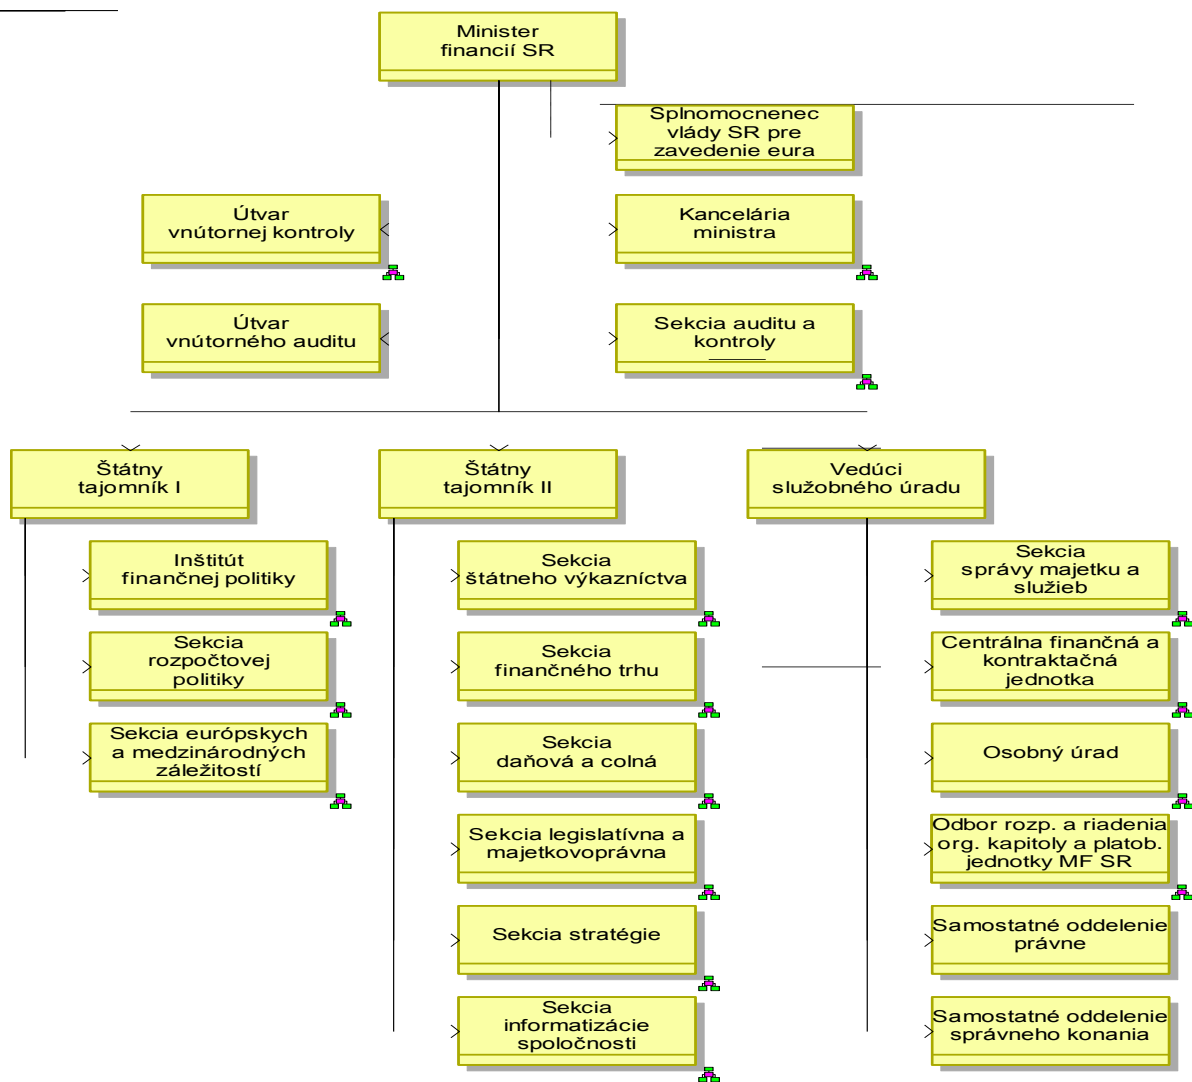 Minister
financií SR
Splnomocnenec
vlády SR pre
zavedenie eura
Útvar
vnútornej kontroly
Kancelária
ministra
Útvar
vnútorného auditu
Sekcia auditu a
kontroly
Štátny
tajomník I
Štátny
tajomník II
Vedúci
služobného úradu
Inštitút
finančnej politiky
Sekcia
rozpočtovej
politiky
Sekcia európskych
a medzinárodných
záležitostí
Sekcia
štátneho výkazníctva
Sekcia
finančného trhu
Sekcia
daňová a colná
Sekcia legislatívna a
majetkovoprávna
Sekcia stratégie
Sekcia
informatizácie
spoločnosti
Sekcia
správy majetku a
služieb
Centrálna finančná a
kontraktačná
jednotka
Osobný úrad
Odbor rozp. a riadenia
org. kapitoly a platob.
jednotky MF SR
Samostatné oddelenie
právne
Samostatné oddelenie
správneho konania